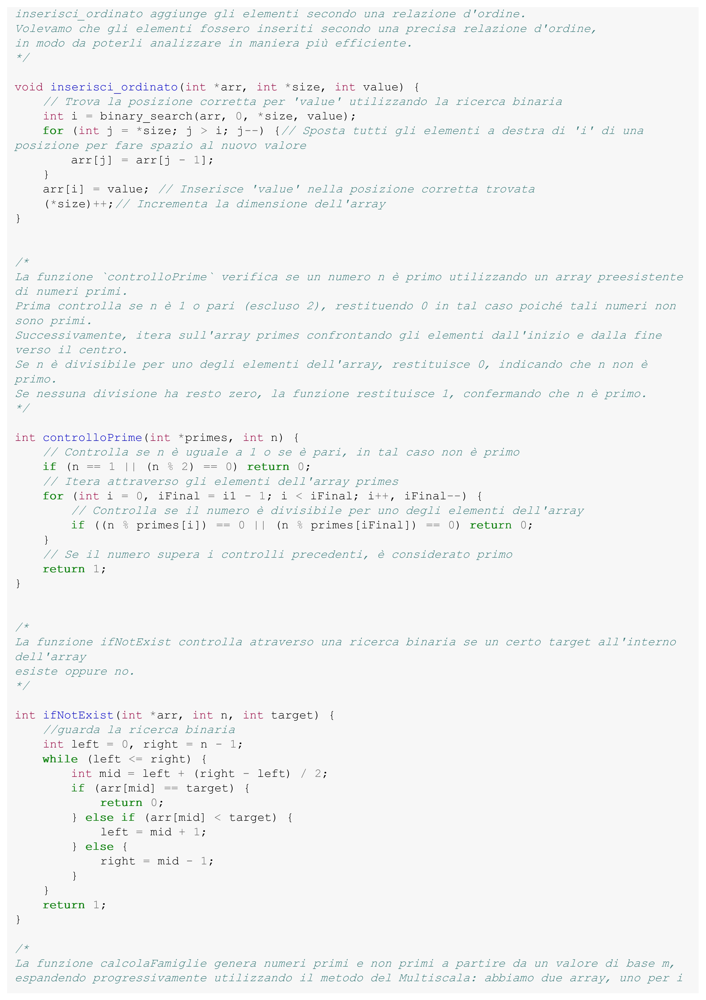 inserisci_ordinato aggiunge gli elementi secondo una relazione d'ordine.
Volevamo che gli elementi fossero inseriti secondo una precisa relazione d'ordine,
in modo da poterli analizzare in maniera più efficiente.
*/
void inserisci_ordinato(int *arr, int *size, int value) {
    // Trova la posizione corretta per 'value' utilizzando la ricerca binaria
    int i = binary_search(arr, 0, *size, value);
    for (int j = *size; j > i; j--) {// Sposta tutti gli elementi a destra di 'i' di una
posizione per fare spazio al nuovo valore
        arr[j] = arr[j - 1];
    }
    arr[i] = value; // Inserisce 'value' nella posizione corretta trovata
    (*size)++;// Incrementa la dimensione dell'array
}
/*
La funzione `controlloPrime` verifica se un numero n è primo utilizzando un array preesistente
di numeri primi.
Prima controlla se n è 1 o pari (escluso 2), restituendo 0 in tal caso poiché tali numeri non
sono primi.
Successivamente, itera sull'array primes confrontando gli elementi dall'inizio e dalla fine
verso il centro.
Se n è divisibile per uno degli elementi dell'array, restituisce 0, indicando che n non è
primo.
Se nessuna divisione ha resto zero, la funzione restituisce 1, confermando che n è primo.
*/
int controlloPrime(int *primes, int n) {
    // Controlla se n è uguale a 1 o se è pari, in tal caso non è primo
    if (n == 1 || (n % 2) == 0) return 0;
    // Itera attraverso gli elementi dell'array primes
    for (int i = 0, iFinal = i1 - 1; i < iFinal; i++, iFinal--) {
        // Controlla se il numero è divisibile per uno degli elementi dell'array
        if ((n % primes[i]) == 0 || (n % primes[iFinal]) == 0) return 0;
    }
    // Se il numero supera i controlli precedenti, è considerato primo
    return 1;
}
/*
La funzione ifNotExist controlla atraverso una ricerca binaria se un certo target all'interno
dell'array
esiste oppure no.
*/
int ifNotExist(int *arr, int n, int target) {
    //guarda la ricerca binaria
    int left = 0, right = n - 1;
    while (left <= right) {
        int mid = left + (right - left) / 2;
        if (arr[mid] == target) {
            return 0;
        } else if (arr[mid] < target) {
            left = mid + 1;
        } else {
            right = mid - 1;
        }
    }
    return 1;
}
/*
La funzione calcolaFamiglie genera numeri primi e non primi a partire da un valore di base m,
espandendo progressivamente utilizzando il metodo del Multiscala: abbiamo due array, uno per i